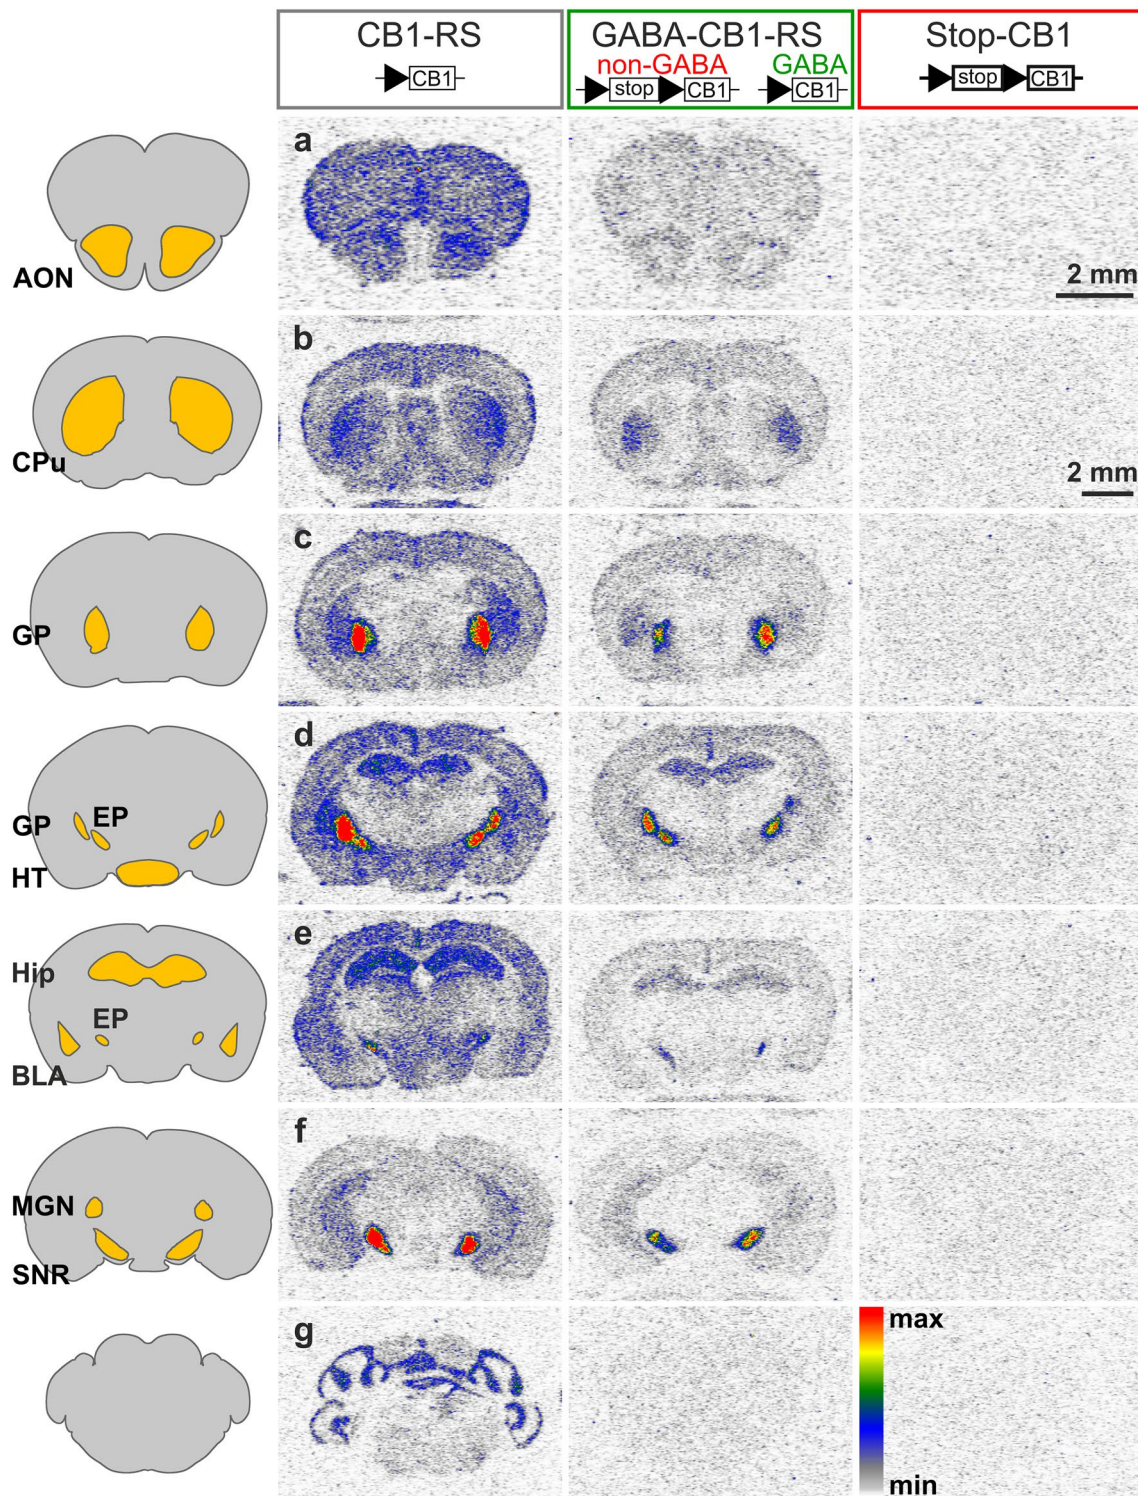 CB1-RS
GABA-CB1-RS
Stop-CB1
non-GABA
GABA
CB1
stop
CB1
CB1
stop
CB1
a
AON
2 mm
b
CPu
2 mm
c
GP
d
EP
GP
HT
e
Hip
EP
BLA
f
MGN
SNR
g
max
min